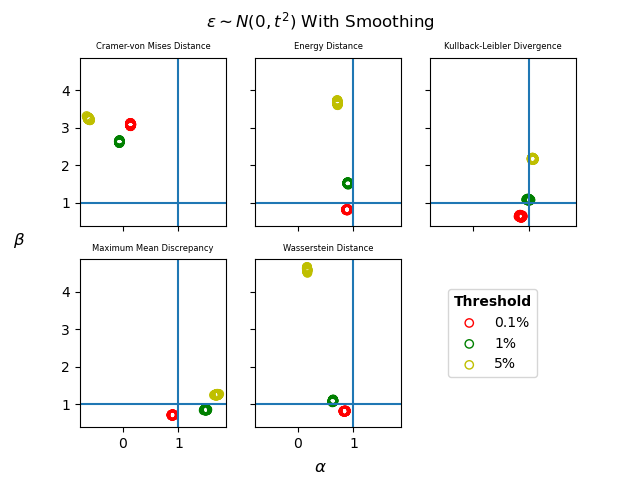 ε ~ N(0, t²) With Smoothing
Cramer-von Mises Distance
Energy Distance
Kullback-Leibler Divergence
4
3
2
1
β
Maximum Mean Discrepancy
Wasserstein Distance
4
3
2
1
0 1
0 1
Threshold
0.1%
1%
5%
α